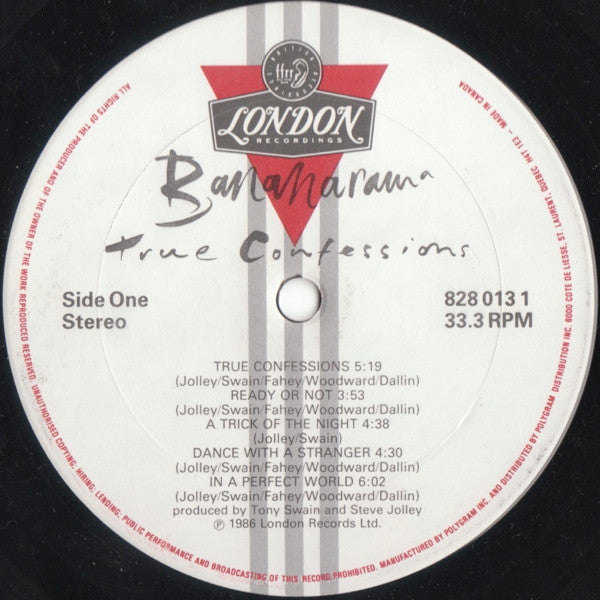 BRITISH
ffrr
RECORDINGS
LONDON
RECORDINGS
Bananarama
True Confessions
Side One
Stereo
828 013 1
33.3 RPM
TRUE CONFESSIONS 5:19
(Jolley/Swain/Fahey/Woodward/Dallin)
READY OR NOT 3:53
(Jolley/Swain/Fahey/Woodward/Dallin)
A TRICK OF THE NIGHT 4:38
(Jolley/Swain)
DANCE WITH A STRANGER 4:30
(Jolley/Swain/Fahey/Woodward/Dallin)
IN A PERFECT WORLD 6:02
(Jolley/Swain/Fahey/Woodward/Dallin)
produced by Tony Swain and Steve Jolley
℗ 1986 London Records Ltd.
ALL RIGHTS OF THE PRODUCER AND OF THE OWNER OF THE WORK REPRODUCED RESERVED. UNAUTHORISED COPYING; HIRING; LENDING; PUBLIC PERFORMANCE AND BROADCASTING OF THIS RECORD PROHIBITED. MANUFACTURED BY POLYGRAM INC. AND DISTRIBUTED BY POLYGRAM DISTRIBUTION INC. 6000 COTE DE LIESSE, ST. LAURENT, QUEBEC H4T 1E3 – MADE IN CANADA